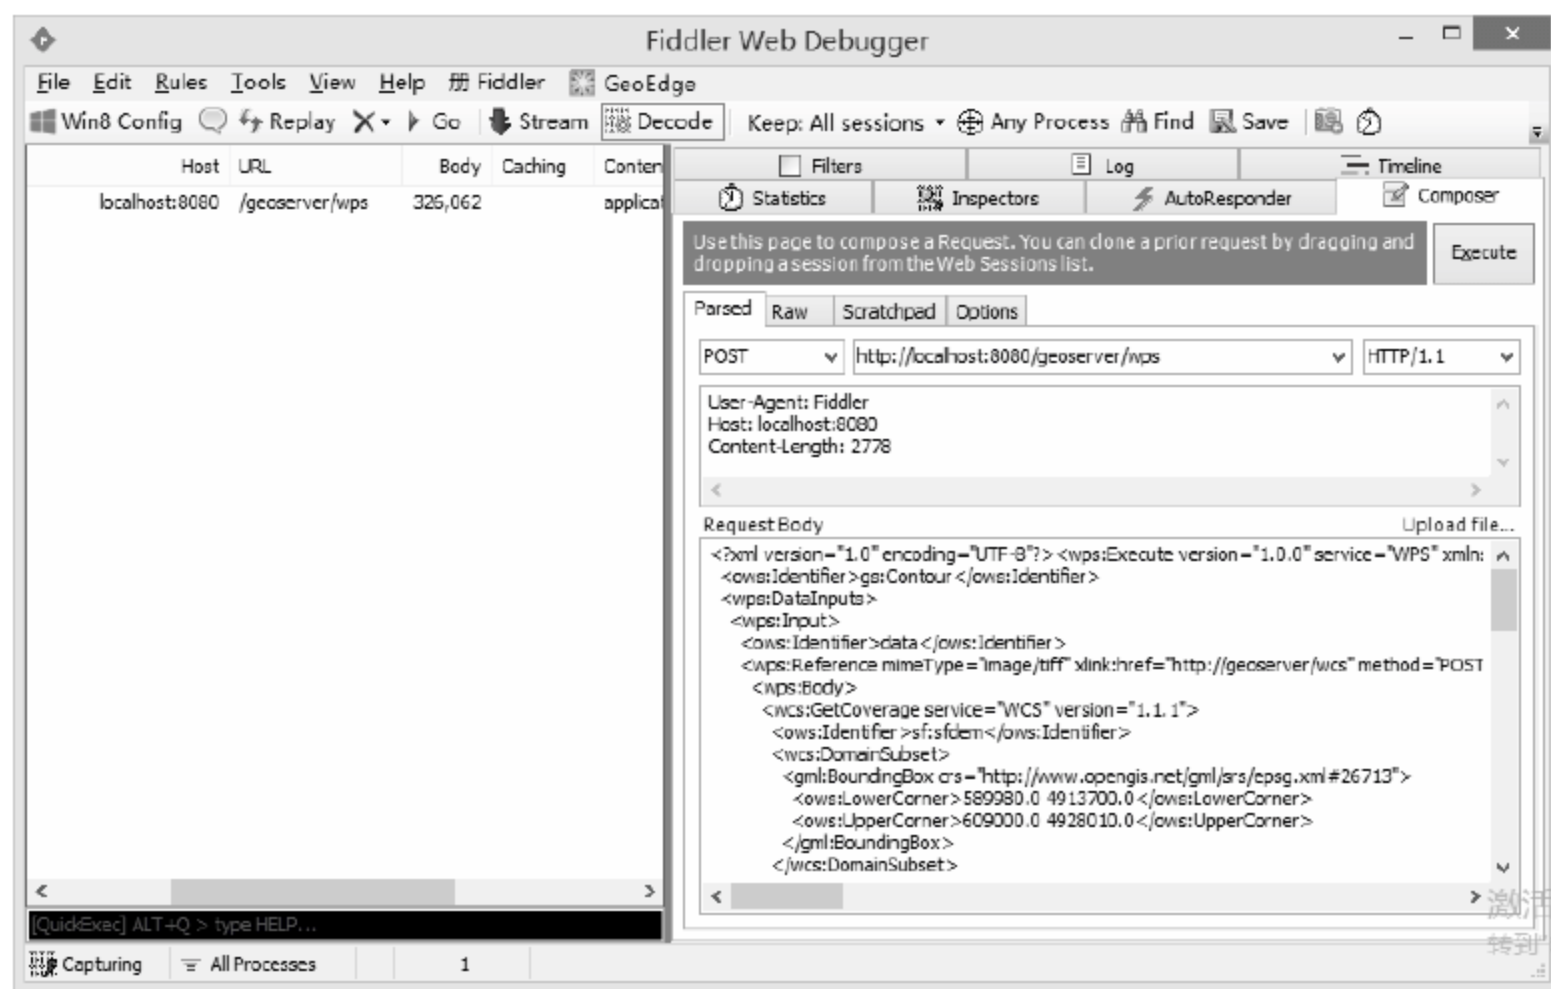 Fiddler Web Debugger
File Edit Rules Tools View Help Fiddler GeoEdge
Win8 Config Replay Go Stream Decode Keep: All sessions Any Process Find Save
Host URL Body Caching Conten
localhost:8080 /geoserver/wps 326,062 applicat
Filters Log Timeline
Statistics Inspectors AutoResponder Composer
Use this page to compose a Request. You can clone a prior request by dragging and
dropping a session from the Web Sessions list.
Execute
Parsed Raw Scratchpad Options
POST http://localhost:8080/geoserver/wps HTTP/1.1
User-Agent: Fiddler
Host: localhost:8080
Content-Length: 2778
Request Body Upload file...
<?xml version="1.0" encoding="UTF-8"?><wps:Execute version="1.0.0" service="WPS" xmlns
<ows:Identifier>gs:Contour</ows:Identifier>
<wps:DataInputs>
<wps:Input>
<ows:Identifier>data</ows:Identifier>
<wps:Reference mimeType="image/tiff" xlink:href="http://geoserver/wcs" method="POST
<wps:Body>
<wcs:GetCoverage service="WCS" version="1.1.1">
<ows:Identifier>sf:sfdem</ows:Identifier>
<wcs:DomainSubset>
<gml:BoundingBox crs="http://www.opengis.net/gml/srs/epsg.xml#26713">
<ows:LowerCorner>589980.0 4913700.0</ows:LowerCorner>
<ows:UpperCorner>609000.0 4928010.0</ows:UpperCorner>
</gml:BoundingBox>
</wcs:DomainSubset>
[QuickExec] ALT+Q > type HELP...
激活
转到"
Capturing All Processes 1